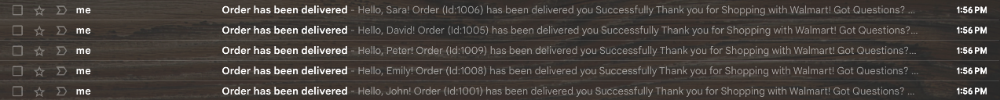 me Order has been delivered - Hello, Sara! Order (Id:1006) has been delivered you Successfully Thank you for Shopping with Walmart! Got Questions? ... 1:56 PM
me Order has been delivered - Hello, David! Order (Id:1005) has been delivered you Successfully Thank you for Shopping with Walmart! Got Questions?... 1:56 PM
me Order has been delivered - Hello, Peter! Order (Id:1009) has been delivered you Successfully Thank you for Shopping with Walmart! Got Questions?... 1:56 PM
me Order has been delivered - Hello, Emily! Order (Id:1008) has been delivered you Successfully Thank you for Shopping with Walmart! Got Questions? ... 1:56 PM
me Order has been delivered - Hello, John! Order (Id:1001) has been delivered you Successfully Thank you for Shopping with Walmart! Got Questions? ... 1:56 PM